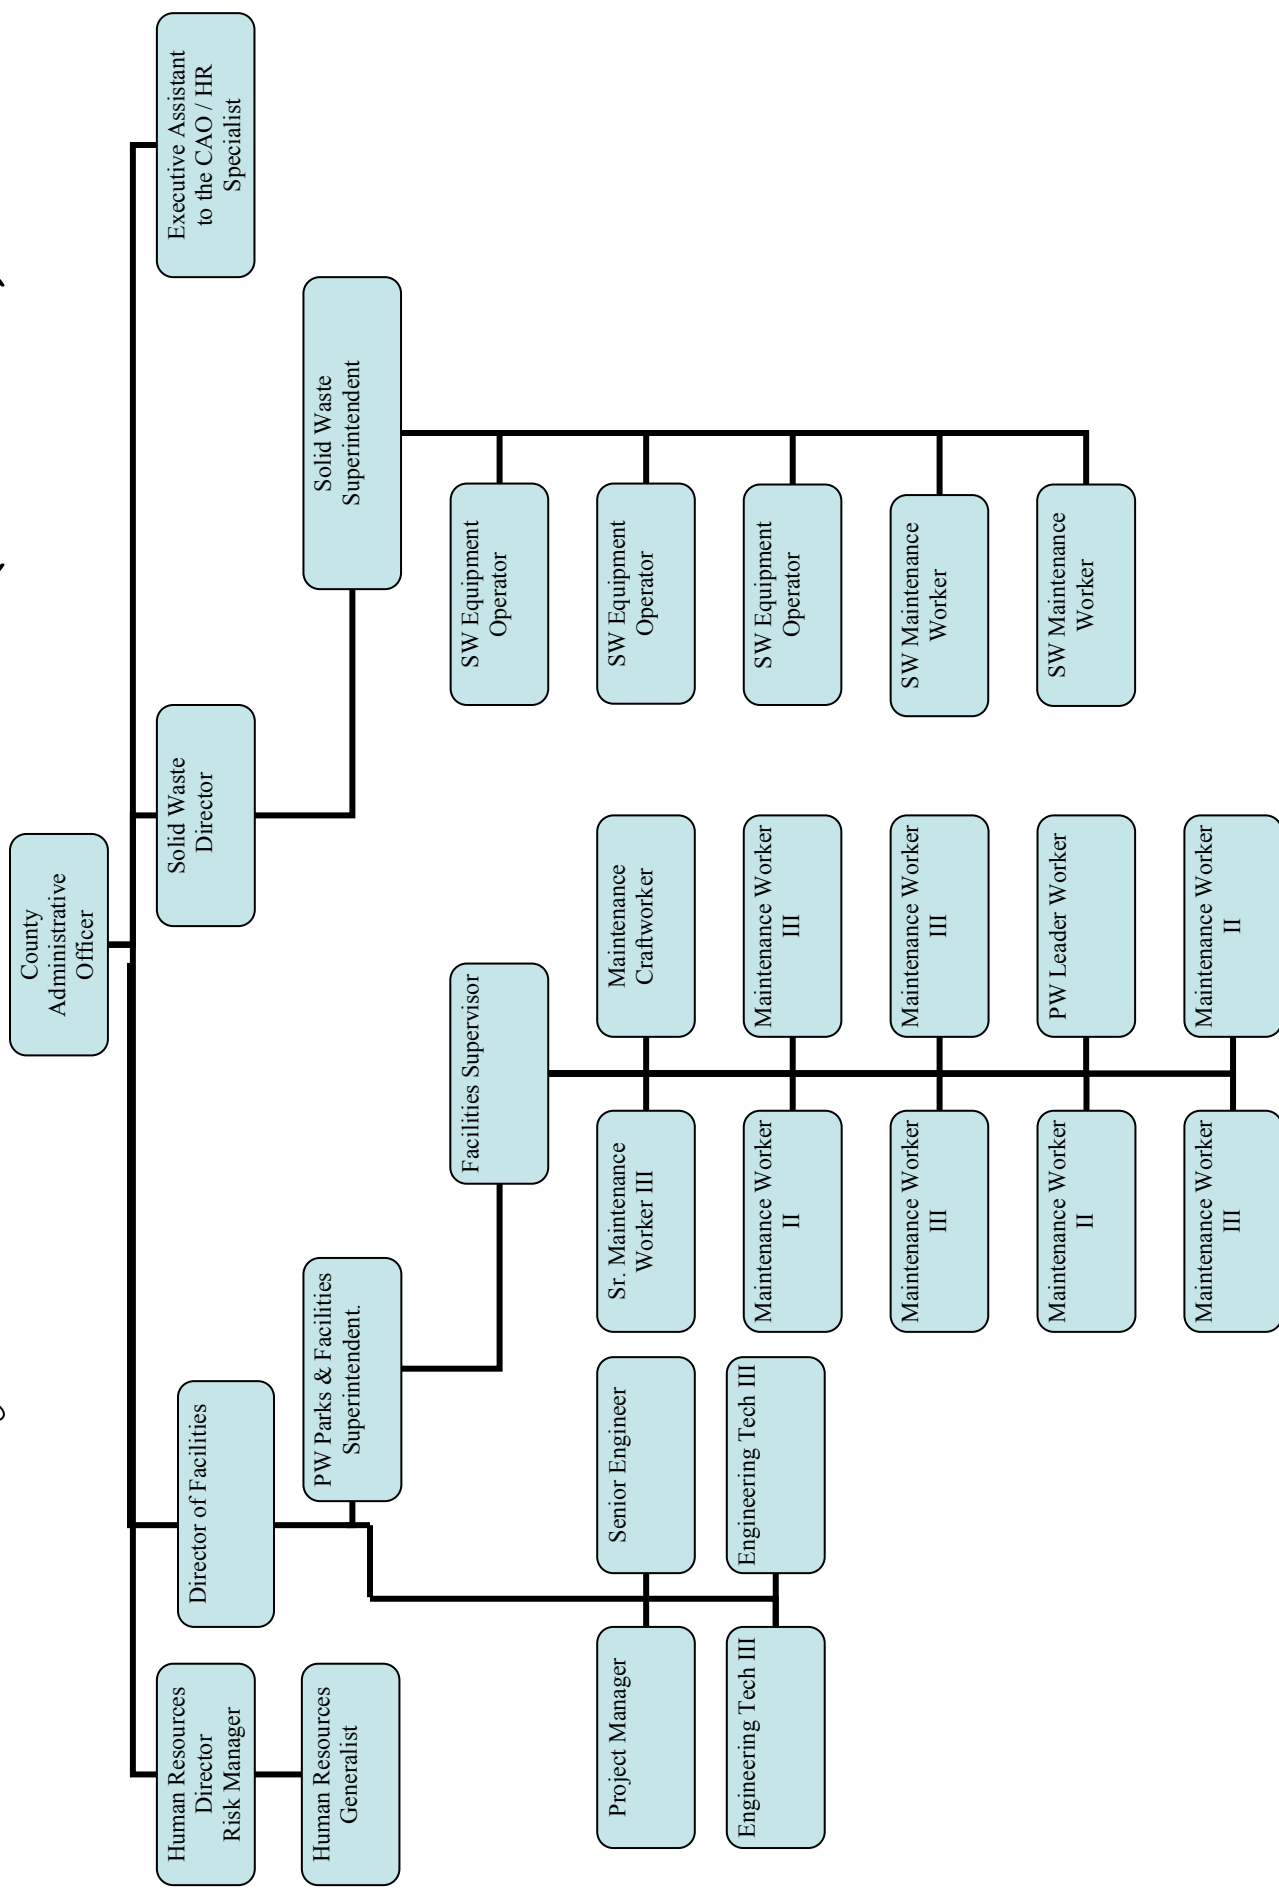 County
Administrative
Officer
Human Resources
Director
Risk Manager
Director of Facilities
Solid Waste
Director
Executive Assistant
to the CAO / HR
Specialist
Human Resources
Generalist
PW Parks & Facilities
Superintendent.
Solid Waste
Superintendent
Facilities Supervisor
SW Equipment
Operator
Project Manager
Senior Engineer
Sr. Maintenance
Worker III
Maintenance
Craftworker
SW Equipment
Operator
Engineering Tech III
Engineering Tech III
Maintenance Worker
II
Maintenance Worker
III
SW Equipment
Operator
Maintenance Worker
III
Maintenance Worker
III
SW Maintenance
Worker
Maintenance Worker
II
PW Leader Worker
SW Maintenance
Worker
Maintenance Worker
III
Maintenance Worker
II